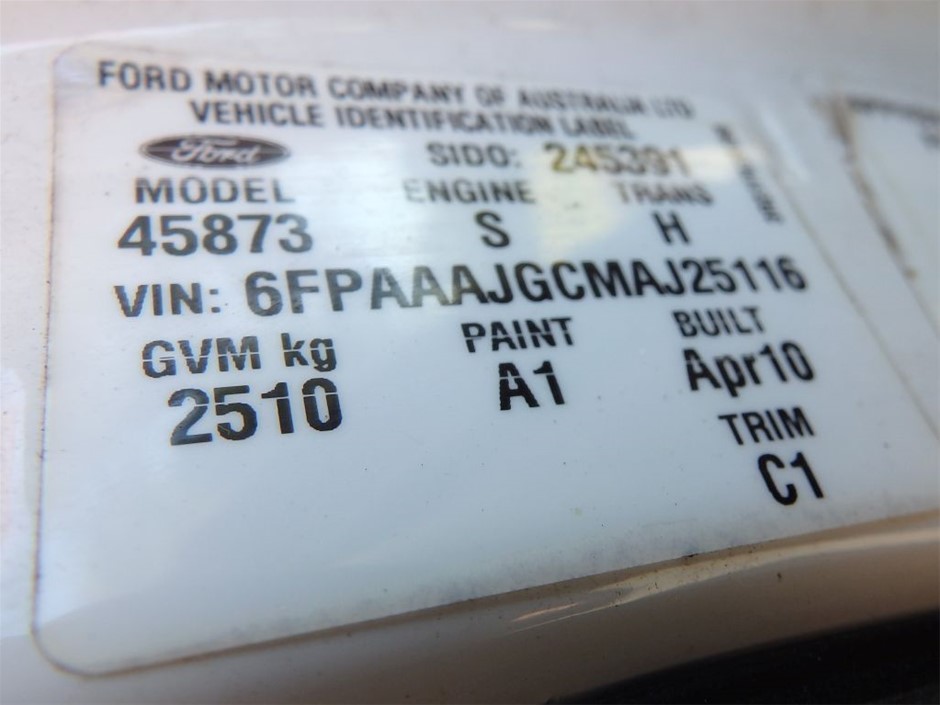 FORD MOTOR COMPANY OF AUSTRALIA LTD
VEHICLE IDENTIFICATION LABEL
Ford
SIDO: 245391
MODEL ENGINE TRANS
45873 S H
VIN: 6FPAAAJGCMAJ25116
GVM kg PAINT BUILT
2510 A1 Apr10
TRIM
C1